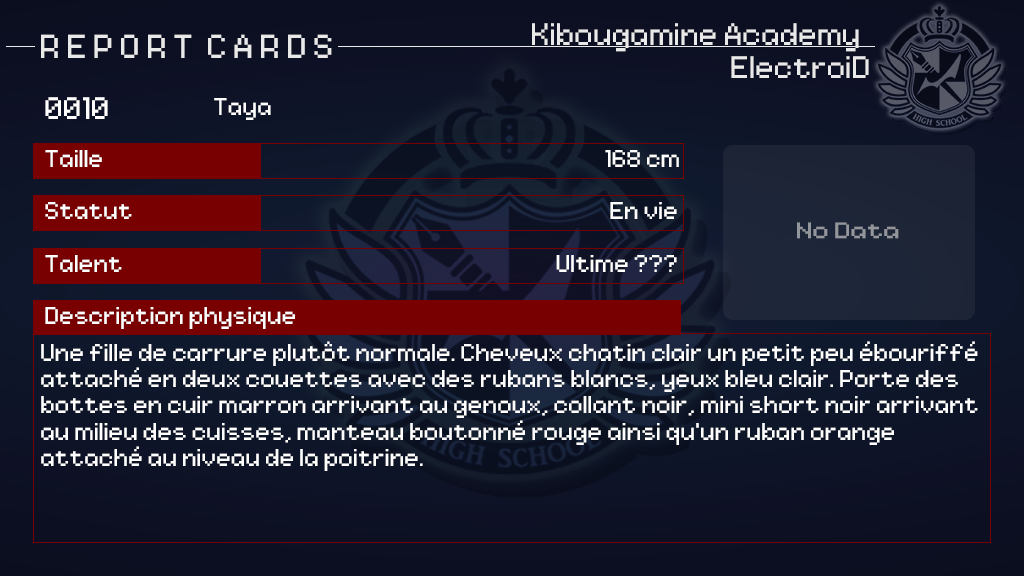 REPORT CARDS
Kibougamine Academy
ElectroiD
HIGH SCHOOL
0010 Taya
Taille 168 cm
Statut En vie
No Data
Talent Ultime ???
Description physique
Une fille de carrure plutôt normale. Cheveux chatin clair un petit peu ébouriffé
attaché en deux couettes avec des rubans blancs, yeux bleu clair. Porte des
bottes en cuir marron arrivant au genoux, collant noir, mini short noir arrivant
au milieu des cuisses, manteau boutonné rouge ainsi qu'un ruban orange
attaché au niveau de la poitrine.
HIGH SCHOOL